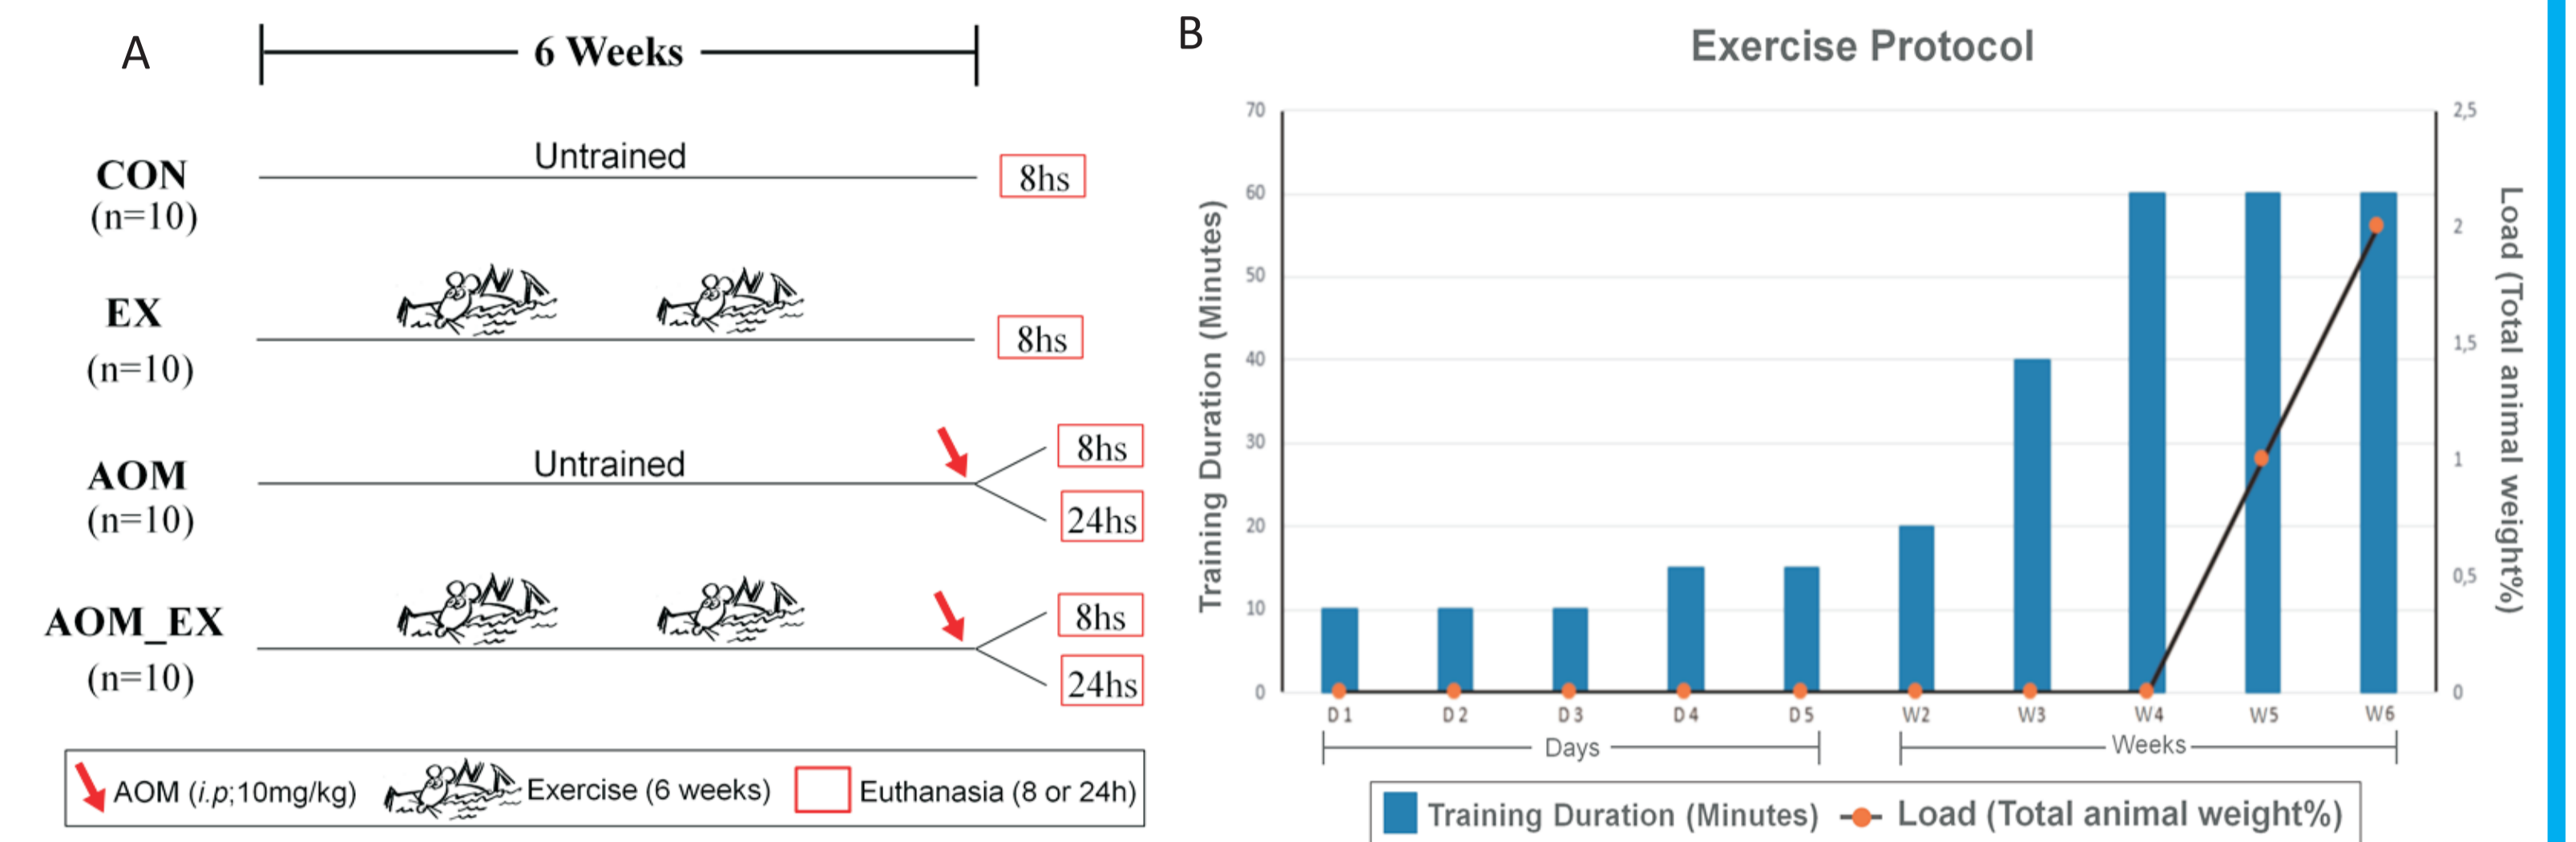 A
6 Weeks
CON
(n=10)
Untrained
8hs
EX
(n=10)
8hs
AOM
(n=10)
Untrained
8hs
24hs
AOM_EX
(n=10)
8hs
24hs
AOM (i.p;10mg/kg)
Exercise (6 weeks)
Euthanasia (8 or 24h)
B
Exercise Protocol
Training Duration (Minutes)
70
60
50
40
30
20
10
0
2,5
2
1,5
1
0,5
0
Load (Total animal weight%)
D1 D2 D3 D4 D5 W2 W3 W4 W5 W6
Days Weeks
Training Duration (Minutes) Load (Total animal weight%)